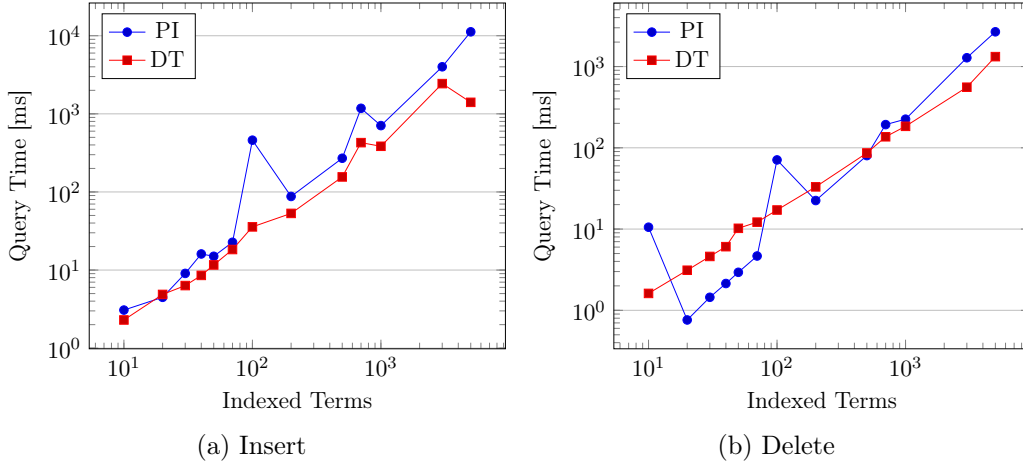 PI
DT
10^4
10^3
10^2
10^1
10^0
Query Time [ms]
10^1
10^2
10^3
Indexed Terms
(a) Insert
PI
DT
10^3
10^2
10^1
10^0
Query Time [ms]
10^1
10^2
10^3
Indexed Terms
(b) Delete